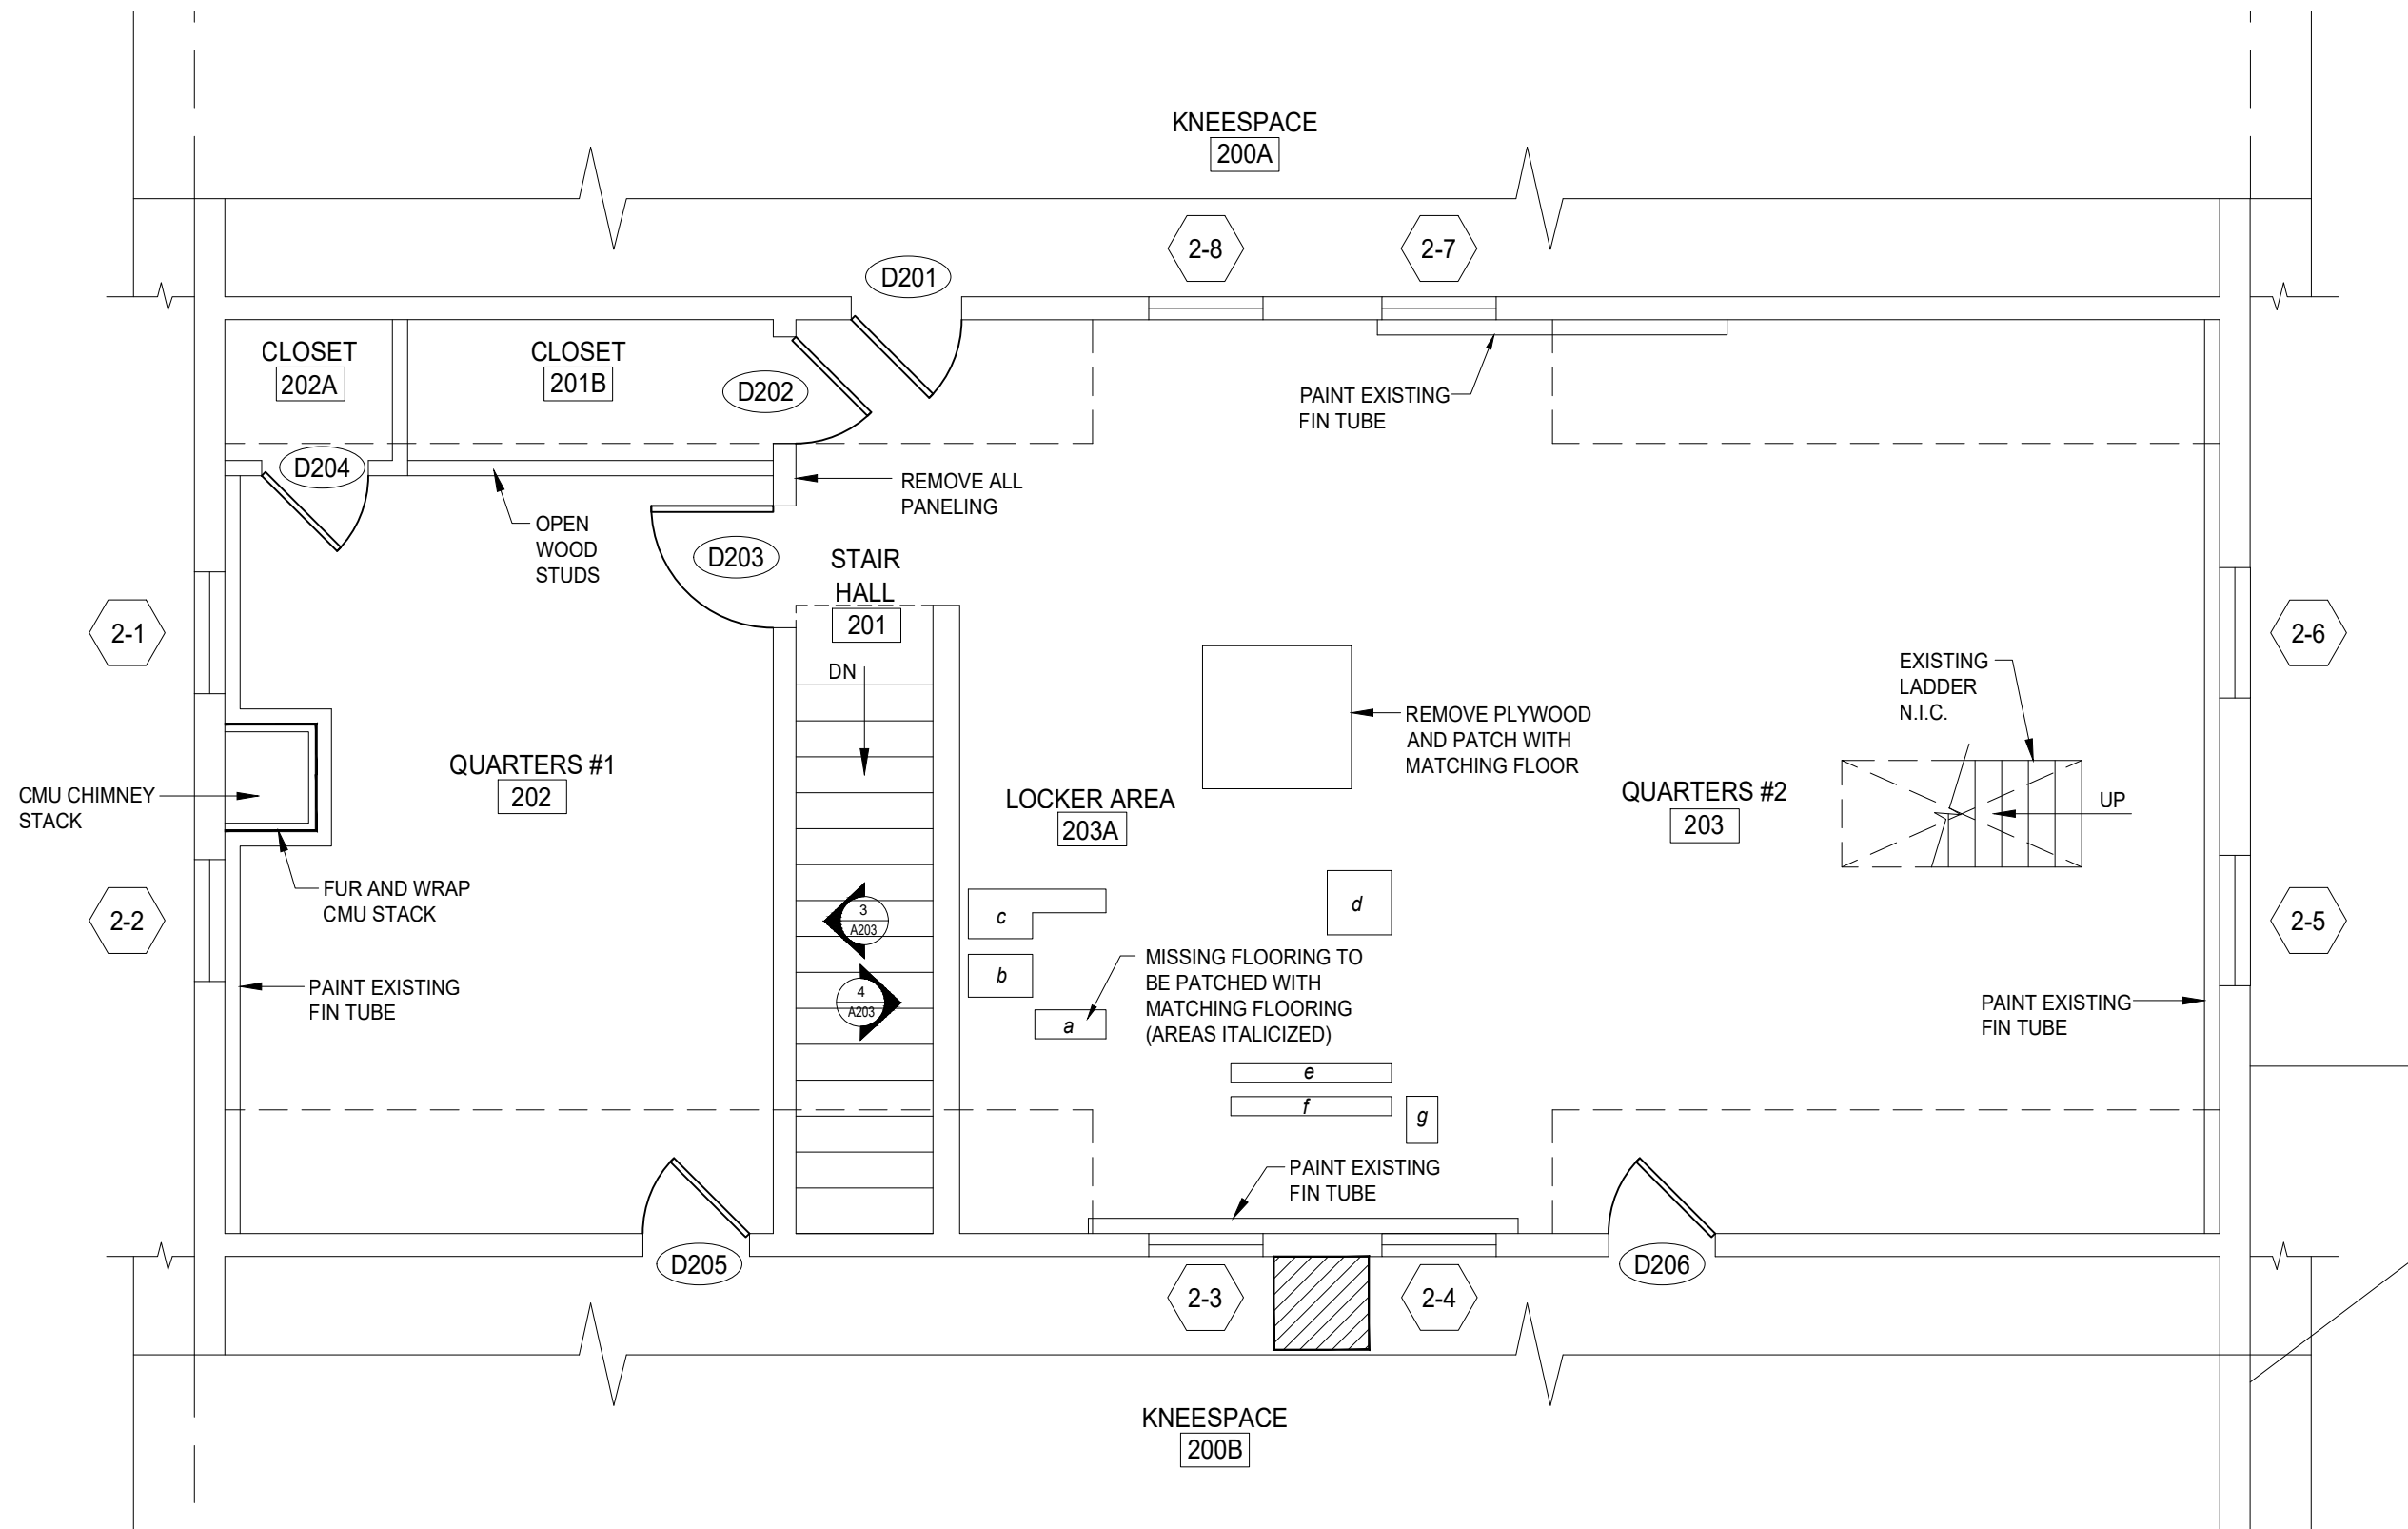 KNEESPACE
200A
2-8
2-7
D201
CLOSET
202A
CLOSET
201B
D202
PAINT EXISTING
FIN TUBE
D204
REMOVE ALL
PANELING
OPEN
WOOD
STUDS
D203
STAIR
HALL
201
DN
2-1
2-6
EXISTING
LADDER
N.I.C.
REMOVE PLYWOOD
AND PATCH WITH
MATCHING FLOOR
QUARTERS #1
202
CMU CHIMNEY
STACK
LOCKER AREA
203A
QUARTERS #2
203
UP
FUR AND WRAP
CMU STACK
2-2
3
A203
c
d
2-5
b
MISSING FLOORING TO
BE PATCHED WITH
MATCHING FLOORING
(AREAS ITALICIZED)
PAINT EXISTING
FIN TUBE
4
A203
a
PAINT EXISTING
FIN TUBE
e
f
g
PAINT EXISTING
FIN TUBE
D205
D206
2-3
2-4
KNEESPACE
200B